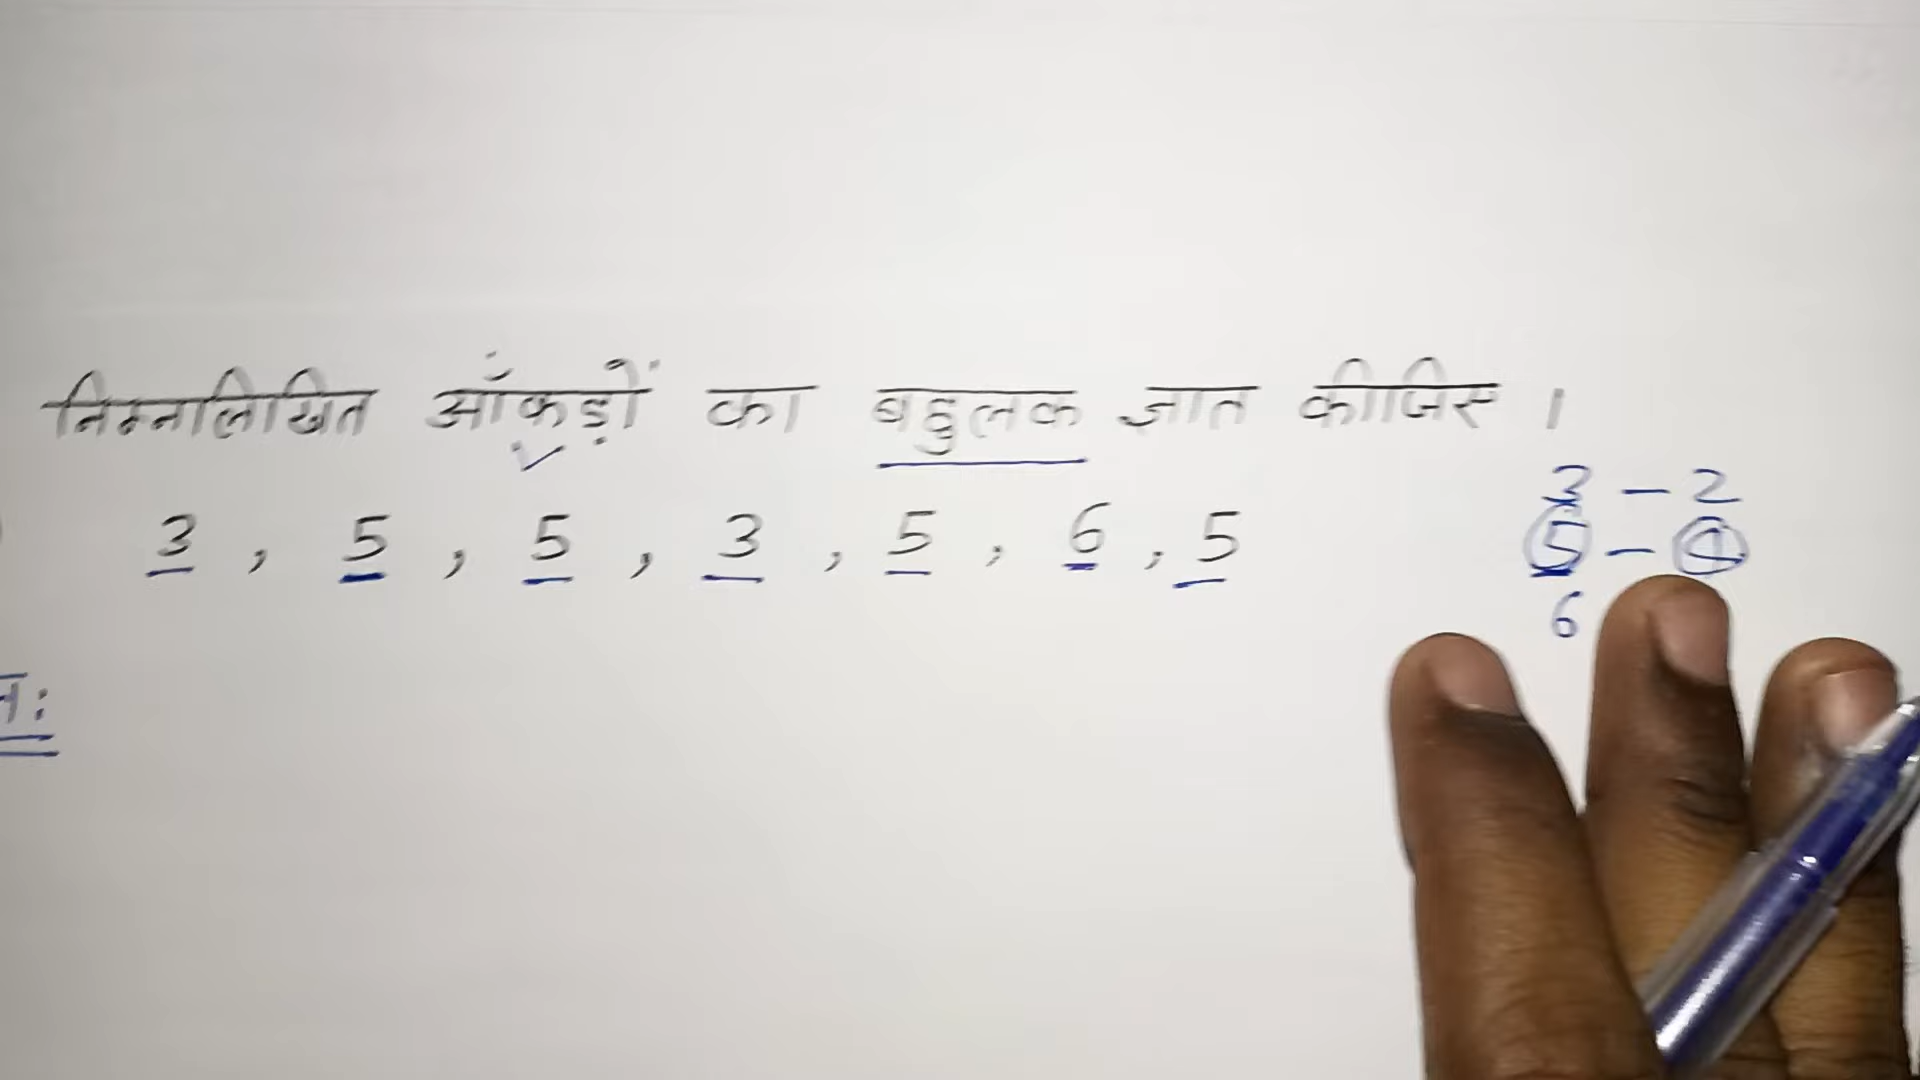 निम्नलिखित आँकड़ों का बहुलक ज्ञात कीजिए ।
3 , 5 , 5 , 3 , 5 , 6 , 5
3 - 2
5 - 4
6